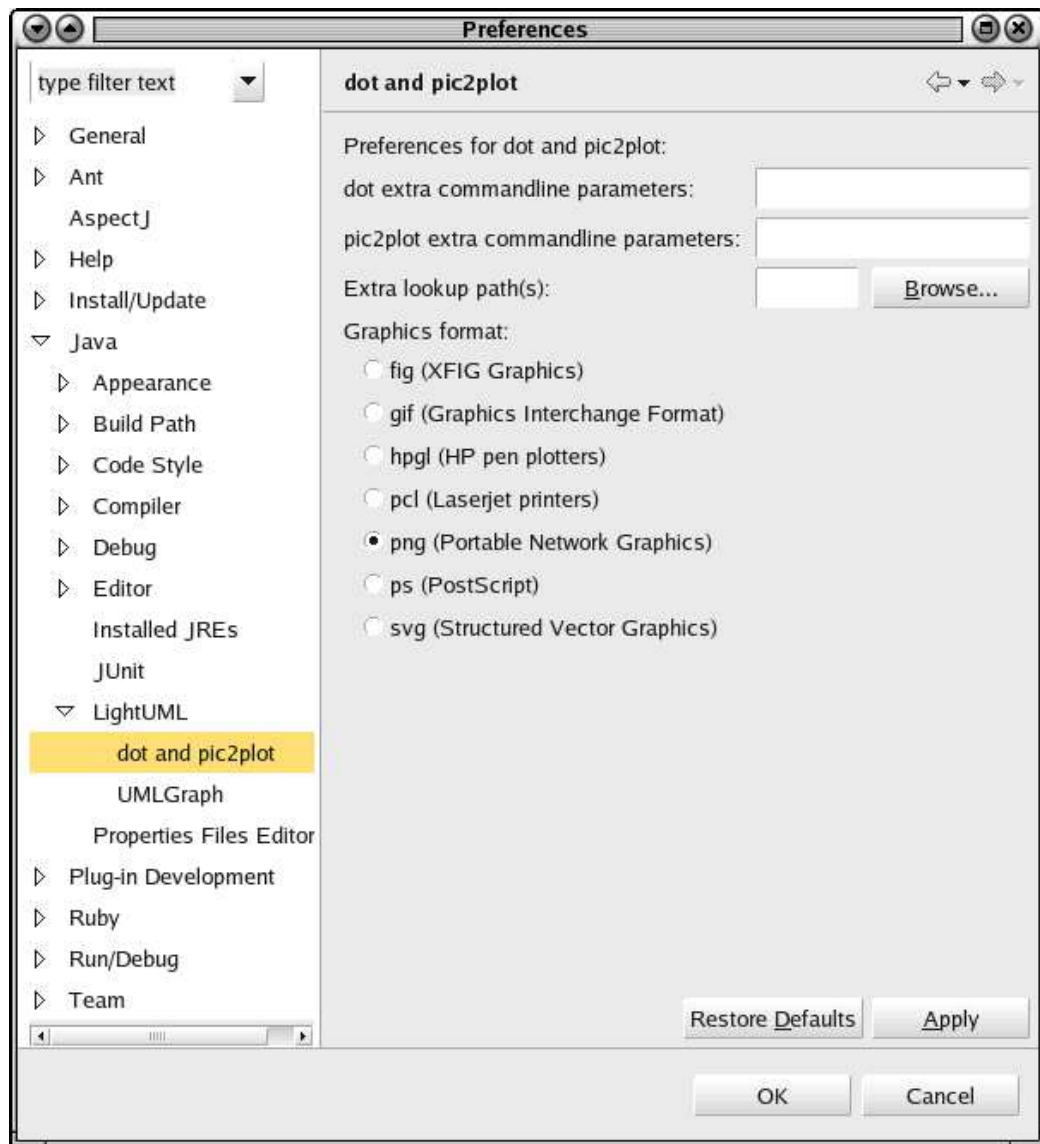 Preferences
type filter text
General
Ant
AspectJ
Help
Install/Update
Java
Appearance
Build Path
Code Style
Compiler
Debug
Editor
Installed JREs
JUnit
LightUML
dot and pic2plot
UMLGraph
Properties Files Editor
Plug-in Development
Ruby
Run/Debug
Team
dot and pic2plot
Preferences for dot and pic2plot:
dot extra commandline parameters:
pic2plot extra commandline parameters:
Extra lookup path(s):
Browse...
Graphics format:
fig (XFIG Graphics)
gif (Graphics Interchange Format)
hpgl (HP pen plotters)
pcl (Laserjet printers)
png (Portable Network Graphics)
ps (PostScript)
svg (Structured Vector Graphics)
Restore Defaults
Apply
OK
Cancel